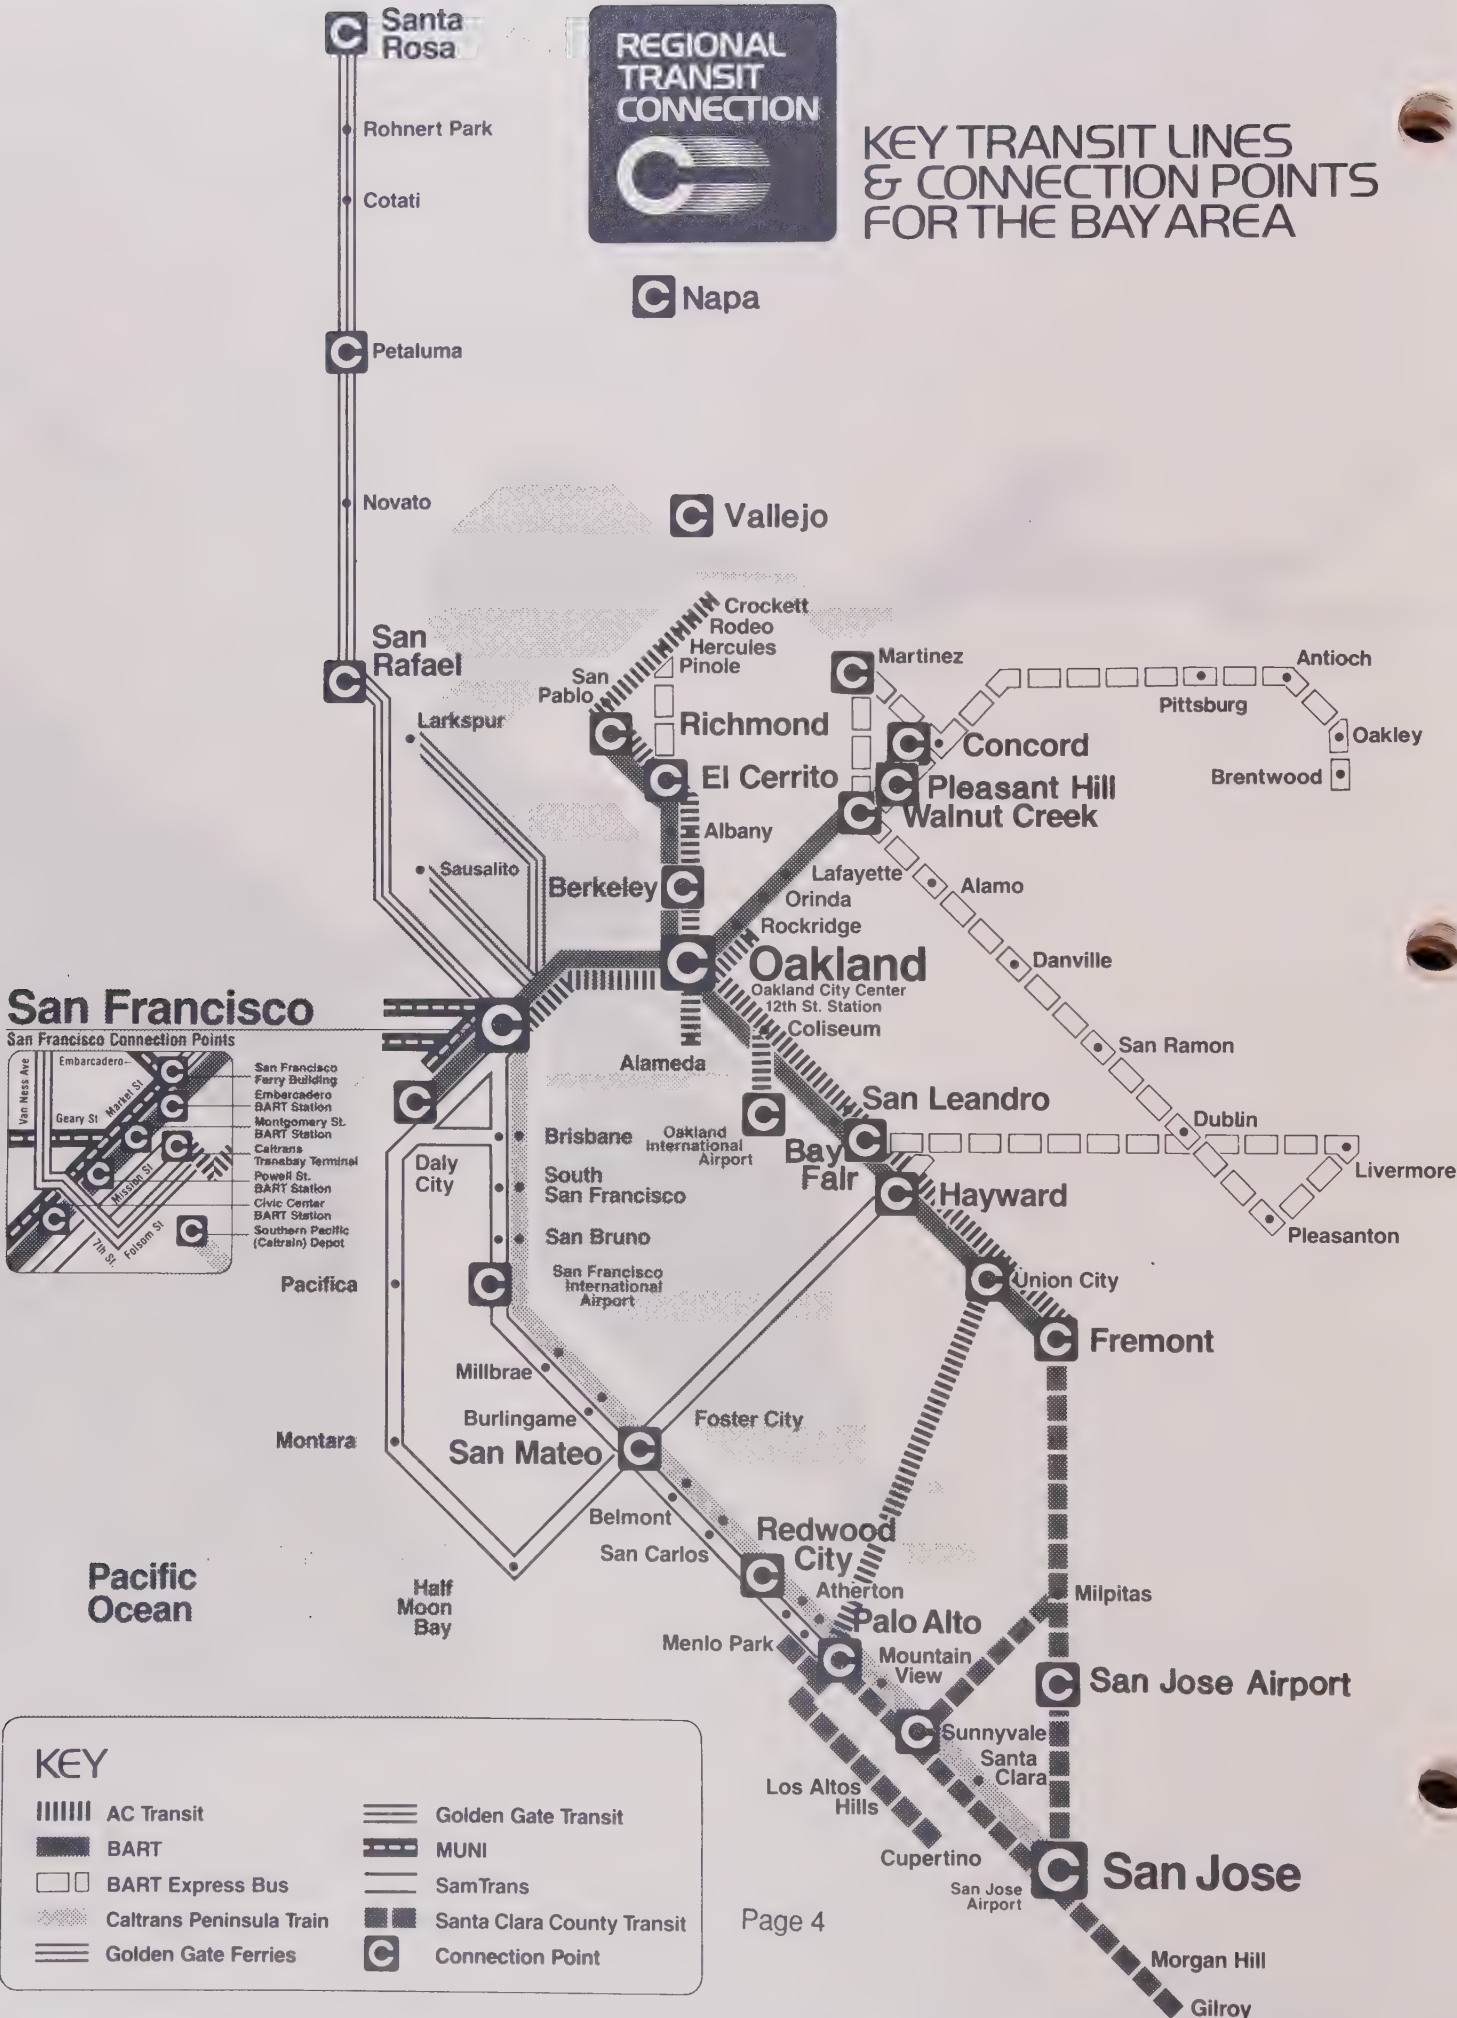 Santa
Rosa
REGIONAL
TRANSIT
CONNECTION
C
KEY TRANSIT LINES
& CONNECTION POINTS
FOR THE BAY AREA
Rohnert Park
Cotati
C Napa
C Petaluma
Novato
C Vallejo
San
Rafael
Larkspur
Sausalito
Crockett
Rodeo
Hercules
Pinole
San
Pablo
Richmond
El Cerrito
Albany
Berkeley
Martinez
Concord
Pleasant Hill
Walnut Creek
Pittsburg
Antioch
Oakley
Brentwood
Lafayette
Orinda
Rockridge
Alamo
Danville
San Ramon
Dublin
Livermore
Pleasanton
Oakland
Oakland City Center
12th St. Station
Coliseum
Alameda
San Leandro
Oakland
International
Airport
Bay
Fair
Hayward
Union City
Fremont
San Francisco
San Francisco Connection Points
Embarcadero
Van Ness Ave
Geary St
Market St
Mission St
7th St.
Folsom St
San Francisco
Ferry Building
Embarcadero
BART Station
Montgomery St.
BART Station
Caltrans
Transbay Terminal
Powell St.
BART Station
Civic Center
BART Station
Southern Pacific
(Caltrain) Depot
Daly
City
Brisbane
South
San Francisco
San Bruno
San Francisco
International
Airport
Pacifica
Millbrae
Burlingame
Montara
San Mateo
Foster City
Belmont
San Carlos
Half
Moon
Bay
Pacific
Ocean
Redwood
City
Atherton
Menlo Park
Palo Alto
Mountain
View
Milpitas
San Jose Airport
Sunnyvale
Santa
Clara
Los Altos
Hills
Cupertino
San Jose
San Jose
Airport
Morgan Hill
Gilroy
KEY
AC Transit
BART
BART Express Bus
Caltrans Peninsula Train
Golden Gate Ferries
Golden Gate Transit
MUNI
SamTrans
Santa Clara County Transit
C Connection Point
Page 4